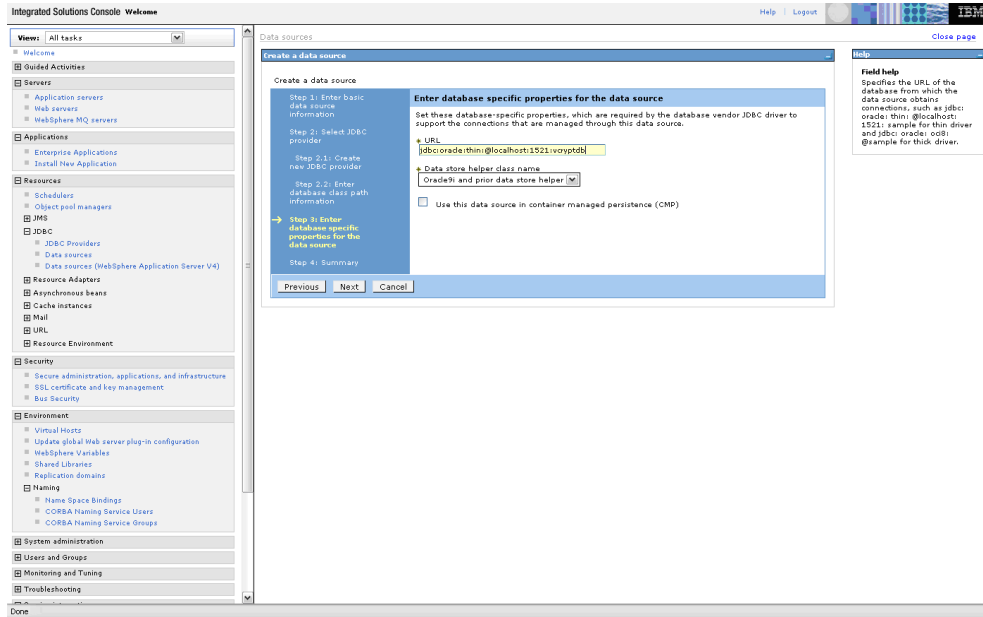 Integrated Solutions Console Welcome
Help | Logout
IBM
View: All tasks
Welcome
Guided Activities
Servers
Application servers
Web servers
WebSphere MQ servers
Applications
Enterprise Applications
Install New Application
Resources
Schedulers
Object pool managers
JMS
JDBC
JDBC Providers
Data sources
Data sources (WebSphere Application Server V4)
Resource Adapters
Asynchronous beans
Cache instances
Mail
URL
Resource Environment
Security
Secure administration, applications, and infrastructure
SSL certificate and key management
Bus Security
Environment
Virtual Hosts
Update global Web server plug-in configuration
WebSphere Variables
Shared Libraries
Replication domains
Naming
Name Space Bindings
CORBA Naming Service Users
CORBA Naming Service Groups
System administration
Users and Groups
Monitoring and Tuning
Troubleshooting
Data sources
Close page
Create a data source
Create a data source
Step 1: Enter basic
data source
information
Step 2: Select JDBC
provider
Step 2.1: Create
new JDBC provider
Step 2.2: Enter
database class path
information
Step 3: Enter
database specific
properties for the
data source
Step 4: Summary
Enter database specific properties for the data source
Set these database-specific properties, which are required by the database vendor JDBC driver to
support the connections that are managed through this data source.
* URL
jdbc:oracle:thin:@localhost:1521:vcryptdb
* Data store helper class name
Oracle9i and prior data store helper
Use this data source in container managed persistence (CMP)
Previous Next Cancel
Help
Field help
Specifies the URL of the
database from which the
data source obtains
connections, such as jdbc:
oracle: thin: @localhost:
1521: sample for thin driver
and jdbc: oracle: oci8:
@sample for thick driver.
Done